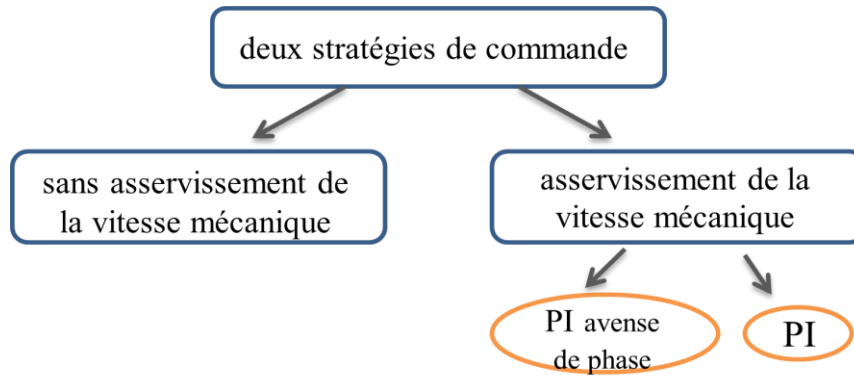 deux stratégies de commande
sans asservissement de
la vitesse mécanique
asservissement de la
vitesse mécanique
PI avense
de phase
PI